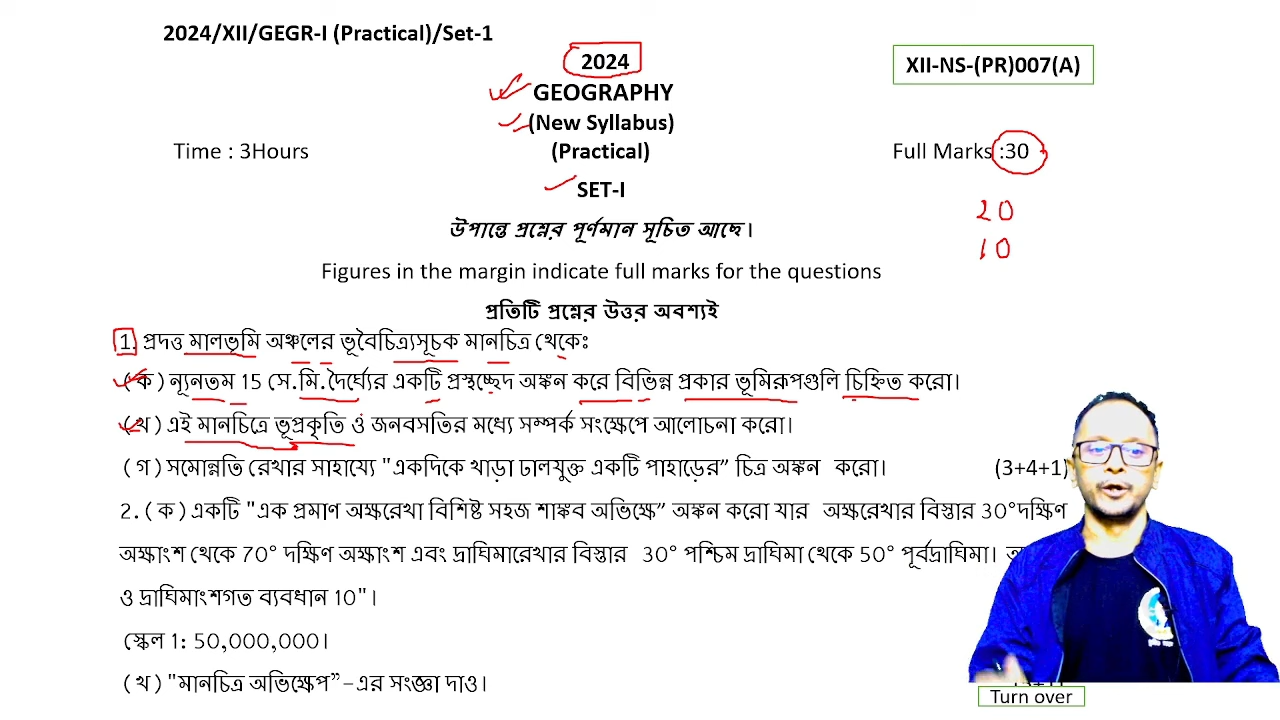 2024/XII/GEGR-I (Practical)/Set-1
2024
XII-NS-(PR)007(A)
GEOGRAPHY
(New Syllabus)
Time : 3Hours (Practical) Full Marks :30
SET-I
20
10
উপান্তে প্রশ্নের পূৰ্ণমান সূচিত আছে।
Figures in the margin indicate full marks for the questions
প্রতিটি প্রশ্নের উত্তর অবশ্যই
1. প্রদত্ত মালভূমি অঞ্চলের ভূবৈচিত্র্যসূচক মানচিত্র থেকেঃ
(ক) ন্যূনতম 15 সে.মি.দৈর্ঘ্যের একটি প্রস্থচ্ছেদ অঙ্কন করে বিভিন্ন প্রকার ভূমিরূপগুলি চিহ্নিত করো।
(খ) এই মানচিত্রে ভূপ্রকৃতি ও জনবসতির মধ্যে সম্পর্ক সংক্ষেপে আলোচনা করো।
(গ) সমোন্নতি রেখার সাহায্যে "একদিকে খাড়া ঢালযুক্ত একটি পাহাড়ের” চিত্র অঙ্কন করো। (3+4+1)
2.(ক) একটি "এক প্রমাণ অক্ষরেখা বিশিষ্ট সহজ শাঙ্কব অভিক্ষে” অঙ্কন করো যার অক্ষরেখার বিস্তার 30°দক্ষিণ
অক্ষাংশ থেকে 70° দক্ষিণ অক্ষাংশ এবং দ্রাঘিমারেখার বিস্তার 30° পশ্চিম দ্রাঘিমা থেকে 50° পূর্বদ্রাঘিমা।
ও দ্রাঘিমাংশগত ব্যবধান 10"।
স্কেল 1: 50,000,000।
(খ) "মানচিত্র অভিক্ষেপ”-এর সংজ্ঞা দাও।
Turn over